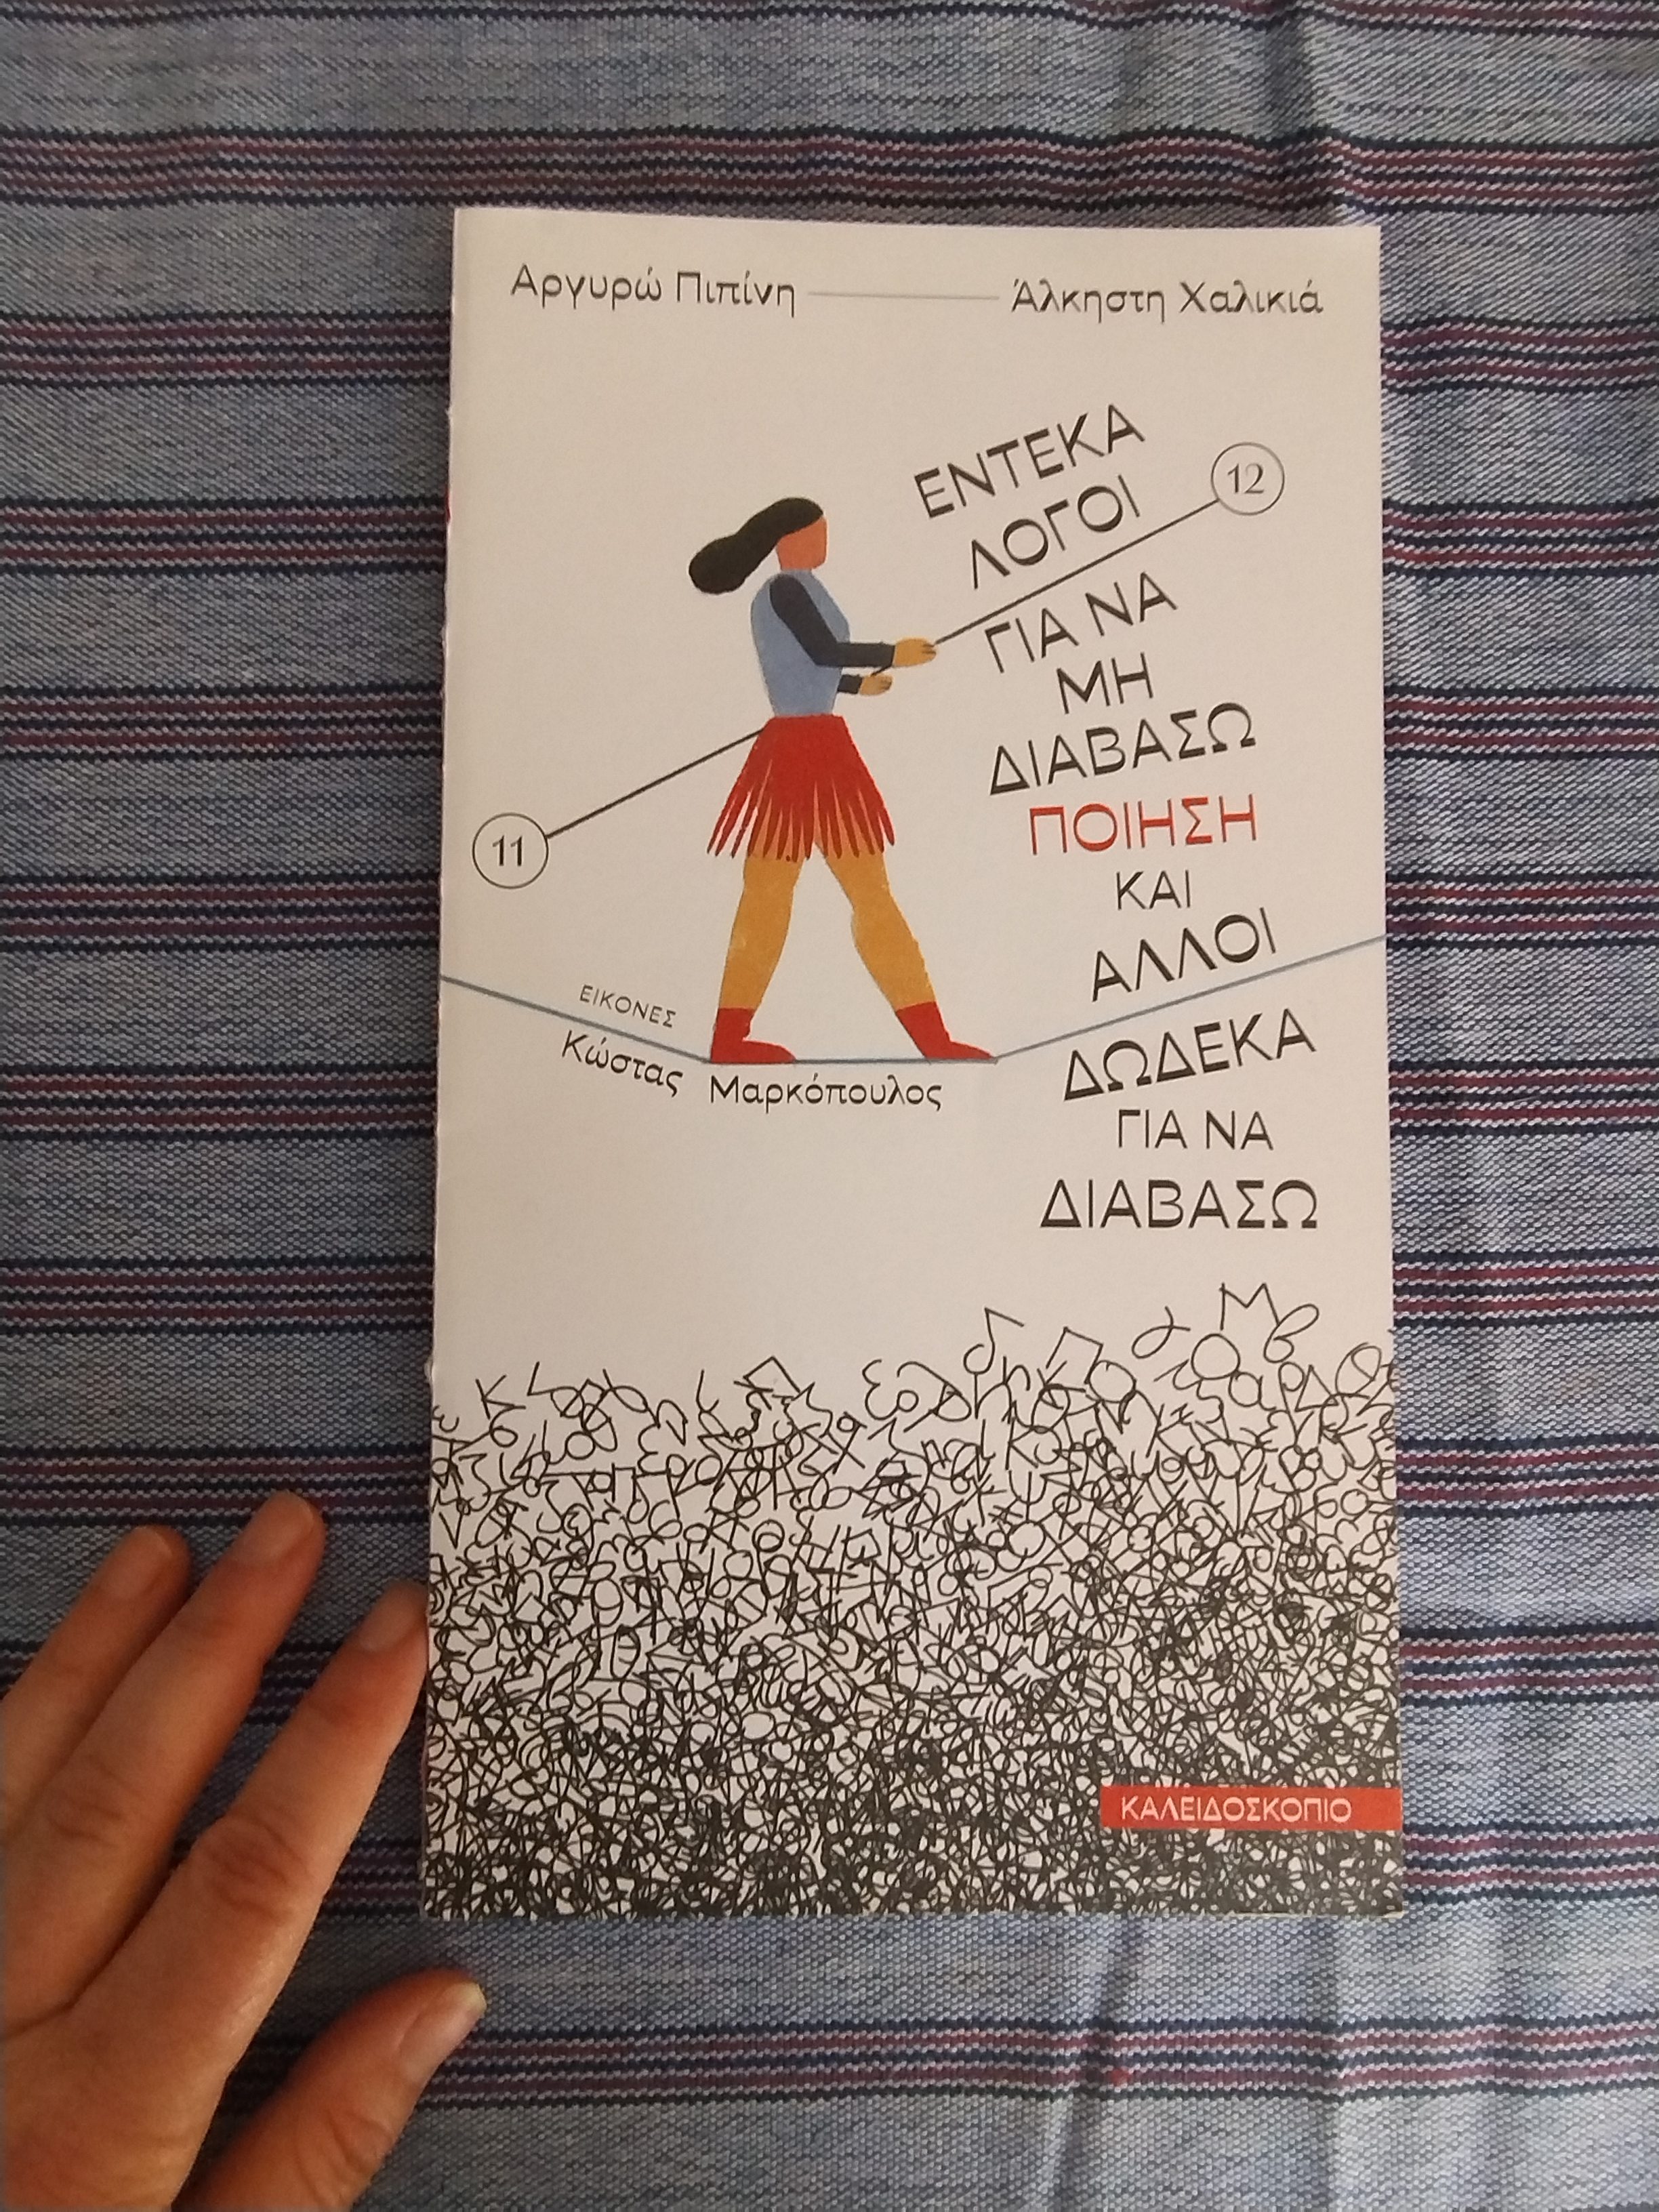 Αργυρώ Πιπίνη Άλκηστη Χαλικιά
ΕΝΤΕΚΑ
ΛΟΓΟΙ
12
ΓΙΑ ΝΑ
ΜΗ
ΔΙΑΒΑΣΩ
ΠΟΙΗΣΗ
11
ΚΑΙ
ΑΛΛΟΙ
ΔΩΔΕΚΑ
ΓΙΑ ΝΑ
ΔΙΑΒΑΣΩ
ΕΙΚΟΝΕΣ
Κώστας Μαρκόπουλος
ΚΑΛΕΙΔΟΣΚΟΠΙΟ